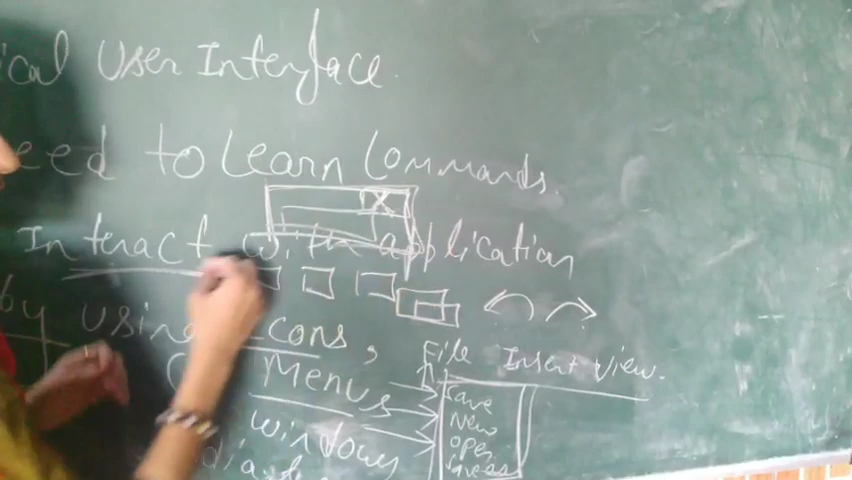 ical User Interface.
eed to Learn Commands.
Interact with application
by using Icons,
File Insert View.
Menus
Save
New
Open
windows